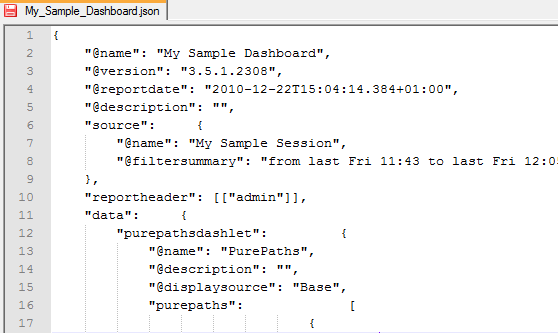 My_Sample_Dashboard.json
1 {
2 "@name": "My Sample Dashboard",
3 "@version": "3.5.1.2308",
4 "@reportdate": "2010-12-22T15:04:14.384+01:00",
5 "@description": "",
6 "source": {
7 "@name": "My Sample Session",
8 "@filtersummary": "from last Fri 11:43 to last Fri 12:0
9 },
10 "reportheader": [["admin"]],
11 "data": {
12 "purepathsdashlet": {
13 "@name": "PurePaths",
14 "@description": "",
15 "@displaysource": "Base",
16 "purepaths": [
17 {